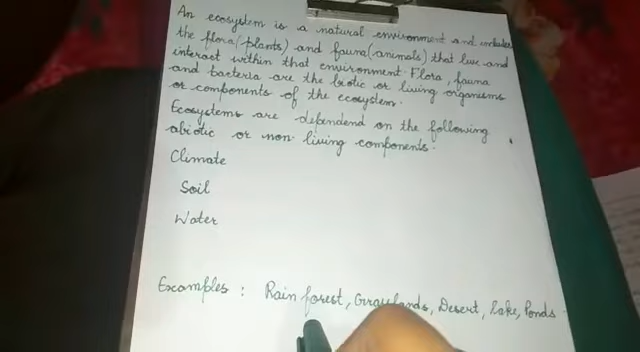 An ecosystem is a natural environment and includes
the flora (plants) and fauna (animals) that live and
interact within that environment. Flora, fauna
and bacteria are the biotic or living organisms
or components of the ecosystem.
Ecosystems are dependend on the following
abiotic or non living components.
Climate
Soil
Water
Examples : Rain forest, Grasslands, Desert, Lake, Ponds